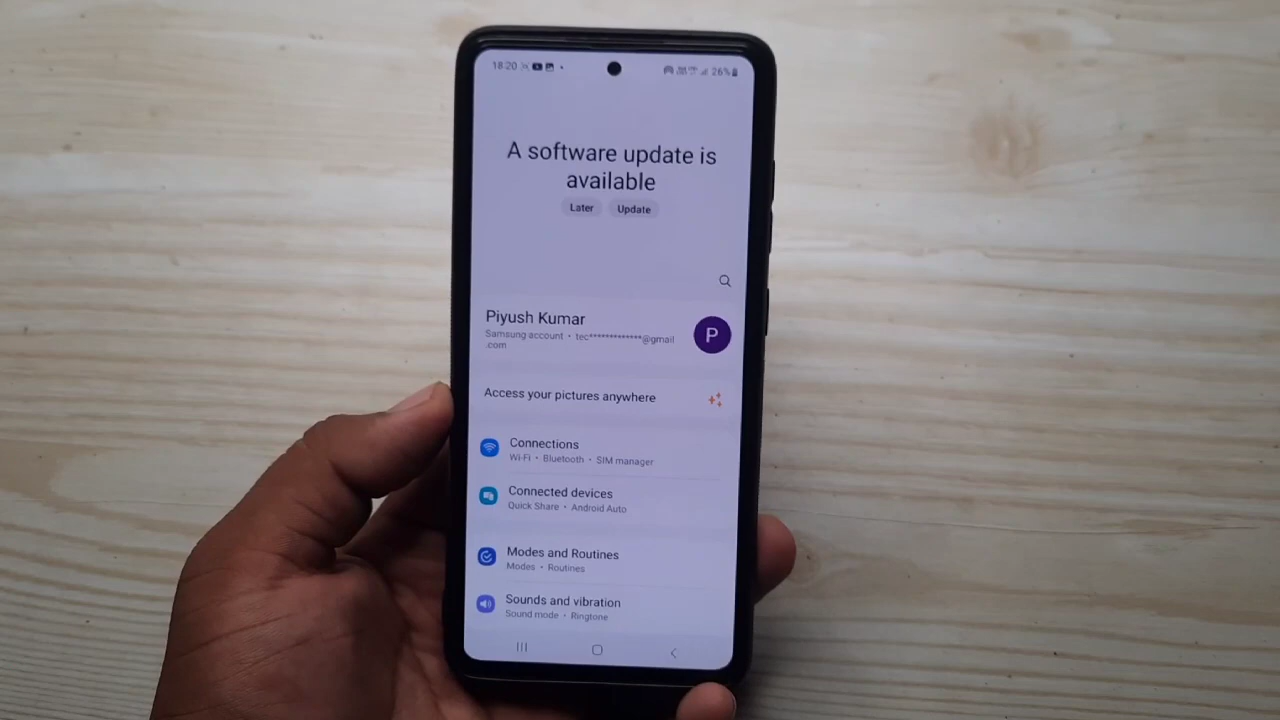 18:20
26%
A software update is
available
Later Update
Piyush Kumar
Samsung account • tec*************@gmail
.com
P
Access your pictures anywhere
Connections
Wi-Fi • Bluetooth • SIM manager
Connected devices
Quick Share • Android Auto
Modes and Routines
Modes • Routines
Sounds and vibration
Sound mode • Ringtone